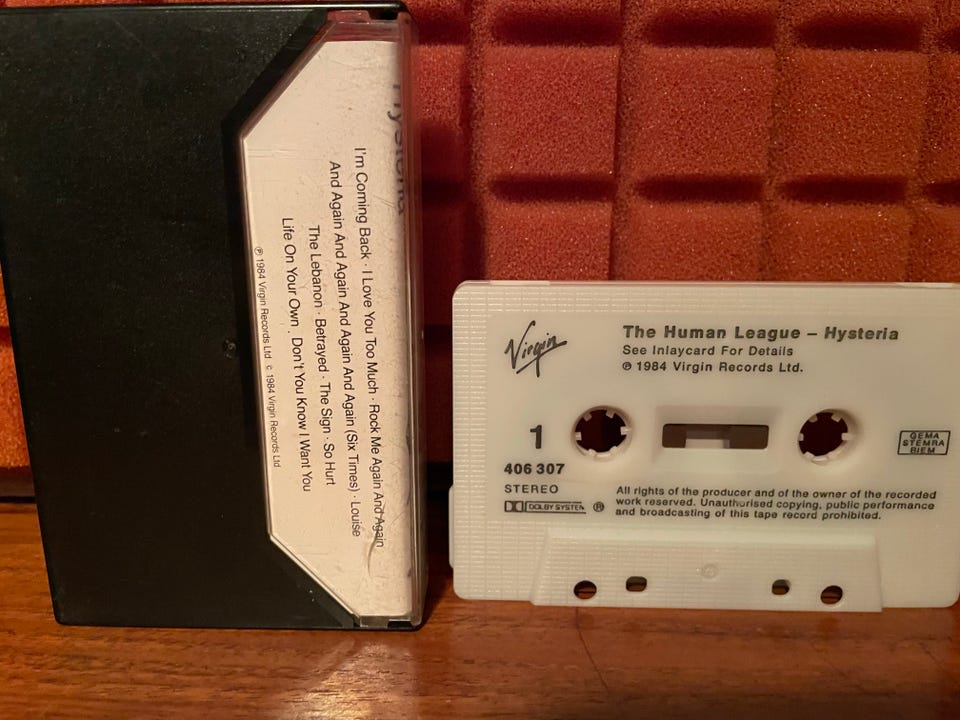 Hysteria
I'm Coming Back · I Love You Too Much · Rock Me Again And Again
And Again And Again And Again And Again (Six Times) · Louise
The Lebanon · Betrayed · The Sign · So Hurt
Life On Your Own · Don't You Know I Want You
℗ 1984 Virgin Records Ltd c 1984 Virgin Records Ltd
Virgin
The Human League – Hysteria
See Inlaycard For Details
℗ 1984 Virgin Records Ltd.
1
406 307
STEREO
DOLBY SYSTEM ®
GEMA
STEMRA
BIEM
All rights of the producer and of the owner of the recorded
work reserved. Unauthorised copying, public performance
and broadcasting of this tape record prohibited.